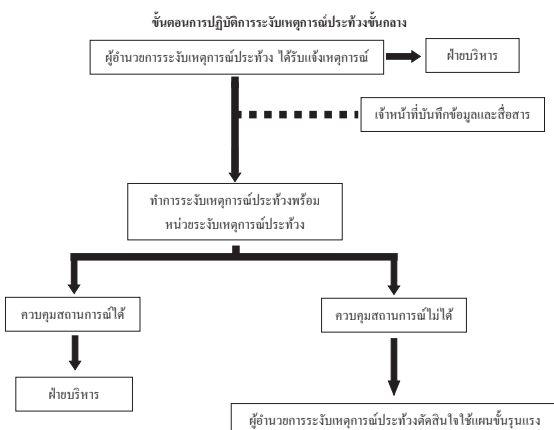 ขั้นตอนการปฏิบัติการระงับเหตุการณ์ประท้วงขั้นกลาง
ผู้อำนวยการระงับเหตุการณ์ประท้วง ได้รับแจ้งเหตุการณ์
ฝ่ายบริหาร
เจ้าหน้าที่บันทึกข้อมูลและสื่อสาร
ทำการระงับเหตุการณ์ประท้วงพร้อม
หน่วยระงับเหตุการณ์ประท้วง
ควบคุมสถานการณ์ได้
ควบคุมสถานการณ์ไม่ได้
ฝ่ายบริหาร
ผู้อำนวยการระงับเหตุการณ์ประท้วงตัดสินใจใช้แผนขั้นรุนแรง